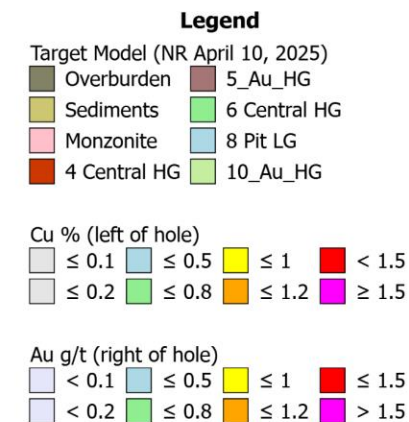 Legend
Target Model (NR April 10, 2025)
Overburden 5_Au_HG
Sediments 6 Central HG
Monzonite 8 Pit LG
4 Central HG 10_Au_HG
Cu % (left of hole)
≤ 0.1 ≤ 0.5 ≤ 1 < 1.5
≤ 0.2 ≤ 0.8 ≤ 1.2 ≥ 1.5
Au g/t (right of hole)
< 0.1 ≤ 0.5 ≤ 1 ≤ 1.5
< 0.2 ≤ 0.8 ≤ 1.2 > 1.5